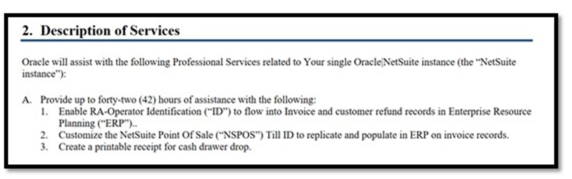 2. Description of Services
Oracle will assist with the following Professional Services related to Your single Oracle|NetSuite instance (the “NetSuite
instance”):
A. Provide up to forty-two (42) hours of assistance with the following:
1. Enable RA-Operator Identification (“ID”) to flow into Invoice and customer refund records in Enterprise Resource
Planning (“ERP”)..
2. Customize the NetSuite Point Of Sale (“NSPOS”) Till ID to replicate and populate in ERP on invoice records.
3. Create a printable receipt for cash drawer drop.